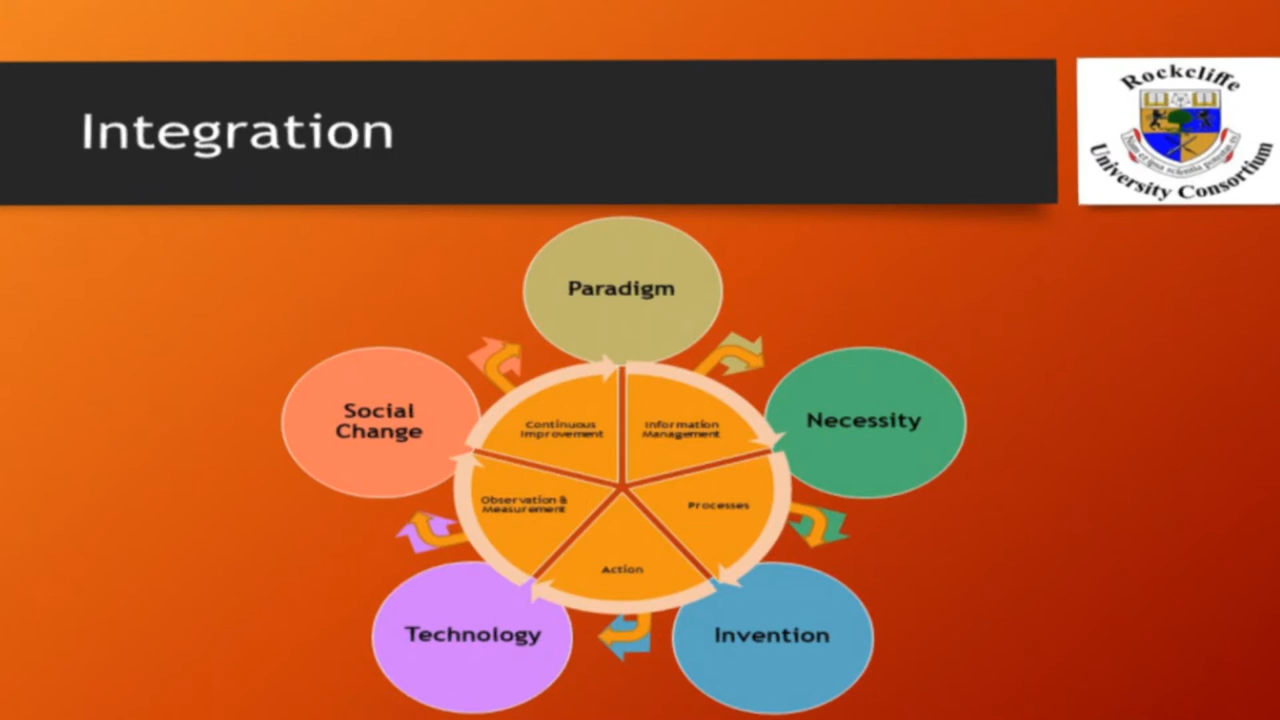 Integration
Rockcliffe
University Consortium
Paradigm
Social
Change
Necessity
Continuous
Improvement
Information
Management
Observation &
Measurement
Processes
Action
Technology
Invention